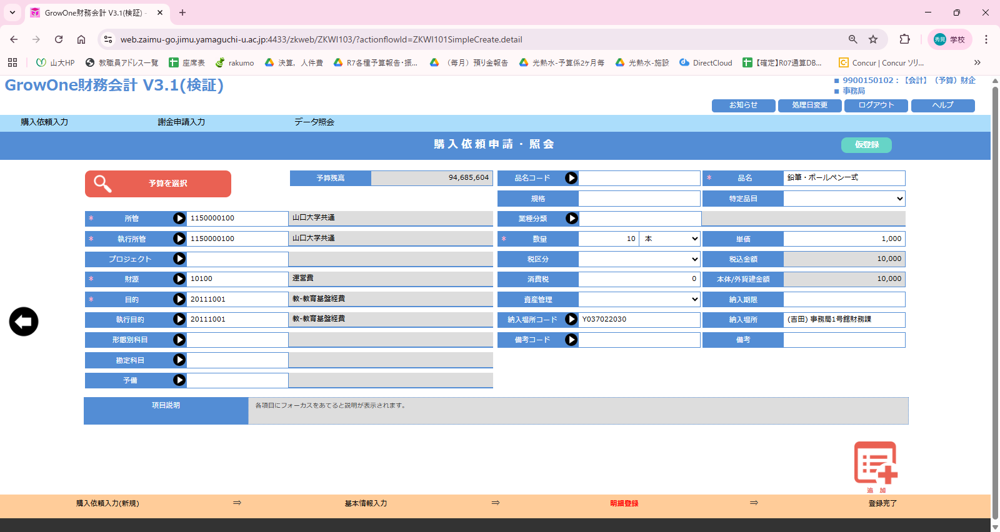 GrowOne財務会計 V3.1(検証) -
web.zaimu-go.jimu.yamaguchi-u.ac.jp:4433/zkweb/ZKWI103/?actionflowId=ZKWI101SimpleCreate.detail
秀晃 学校
山大HP 教職員アドレス一覧 座席表 rakumo 決算，人件費 R7各種予算報告・振... （毎月）預り金報告 光熱水-予算係2ヶ月毎 光熱水-施設 DirectCloud 【確定】R07通算DB... Concur | Concur ソリ...
GrowOne財務会計 V3.1(検証)
9900150102：【会計】（予算）財企
事務局
お知らせ 処理日変更 ログアウト ヘルプ
購入依頼入力 謝金申請入力 データ照会
購入依頼申請・照会
仮登録
予算を選択
予算残高 94,685,604
* 所管 1150000100 山口大学共通
* 執行所管 1150000100 山口大学共通
プロジェクト
* 財源 10100 運営費
* 目的 20111001 教-教育基盤経費
執行目的 20111001 教-教育基盤経費
形態別科目
勘定科目
予備
品名コード * 品名 鉛筆・ボールペン一式
規格 特定品目
業種分類
* 数量 10 本 単価 1,000
税区分 税込金額 10,000
消費税 0 本体/外貨建金額 10,000
資産管理 納入期限
納入場所コード Y037022030 納入場所 (吉田) 事務局1号館財務課
備考コード 備考
項目説明 各項目にフォーカスをあてると説明が表示されます。
追 加
購入依頼入力(新規) ⇒ 基本情報入力 ⇒ 明細登録 ⇒ 登録完了